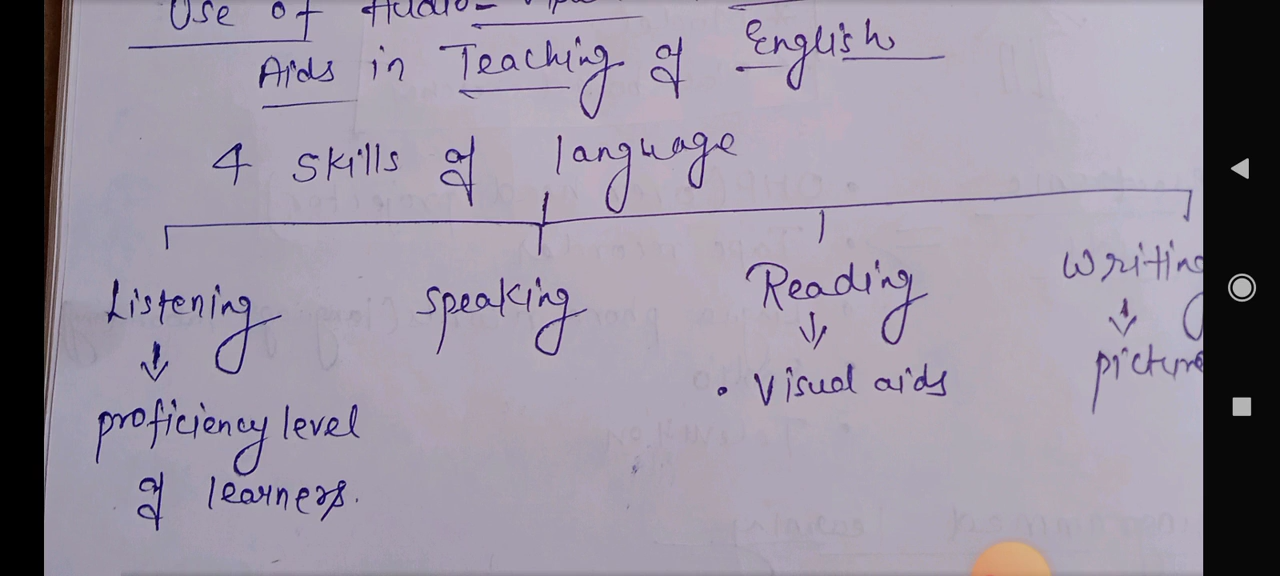 Use of Audio-
Aids in Teaching of English
4 skills of language
Listening speaking Reading Writing
• Visual aids picture
proficiency level
of learners.